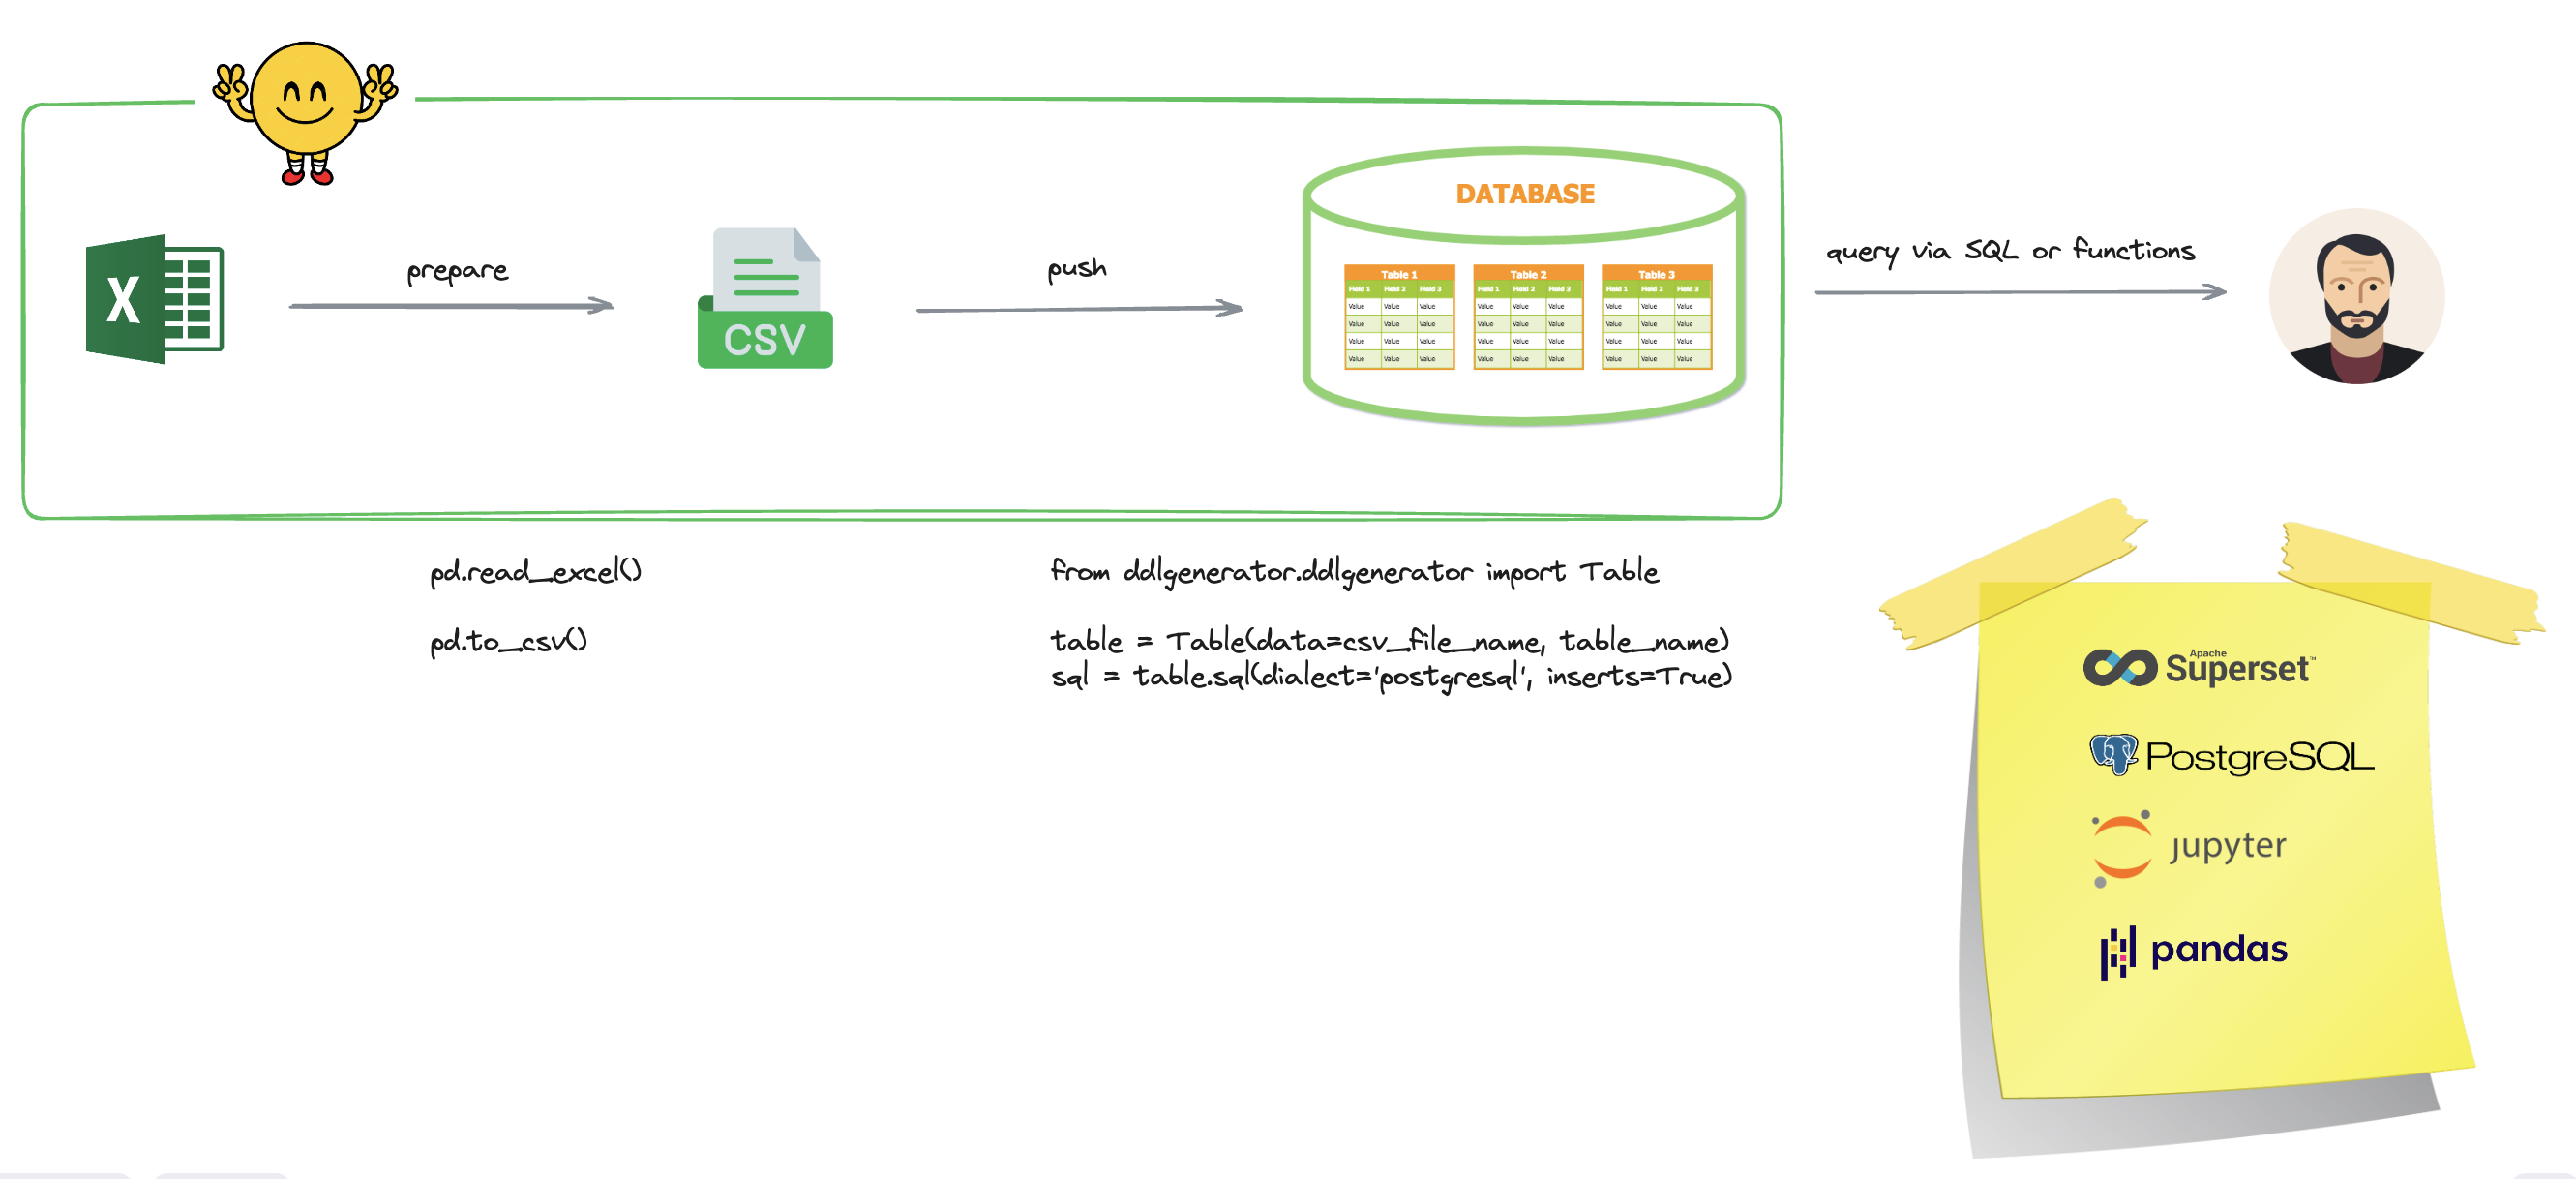 DATABASE
X
prepare
CSV
push
Table 1
Field 1 Field 2 Field 3
Value Value Value
Value Value Value
Value Value Value
Value Value Value
Table 2
Field 1 Field 2 Field 3
Value Value Value
Value Value Value
Value Value Value
Value Value Value
Table 3
Field 1 Field 2 Field 3
Value Value Value
Value Value Value
Value Value Value
Value Value Value
query via SQL or functions
pd.read_excel()
pd.to_csv()
from ddlgenerator.ddlgenerator import Table
table = Table(data=csv_file_name, table_name)
sql = table.sql(dialect='postgresql', inserts=True)
Apache
Superset™
PostgreSQL
jupyter
pandas